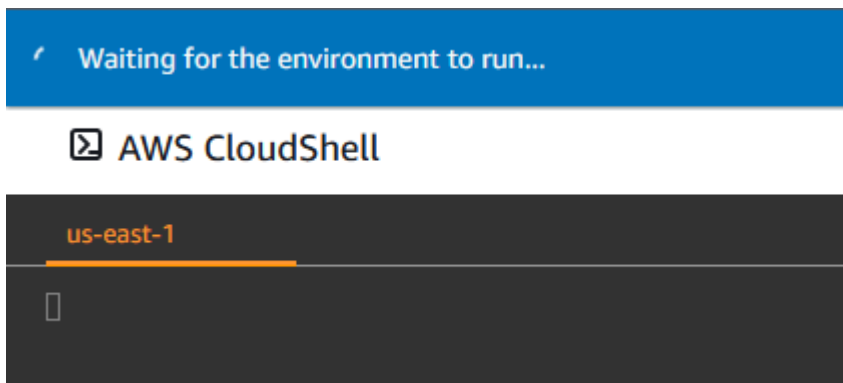 Waiting for the environment to run...
AWS CloudShell
us-east-1